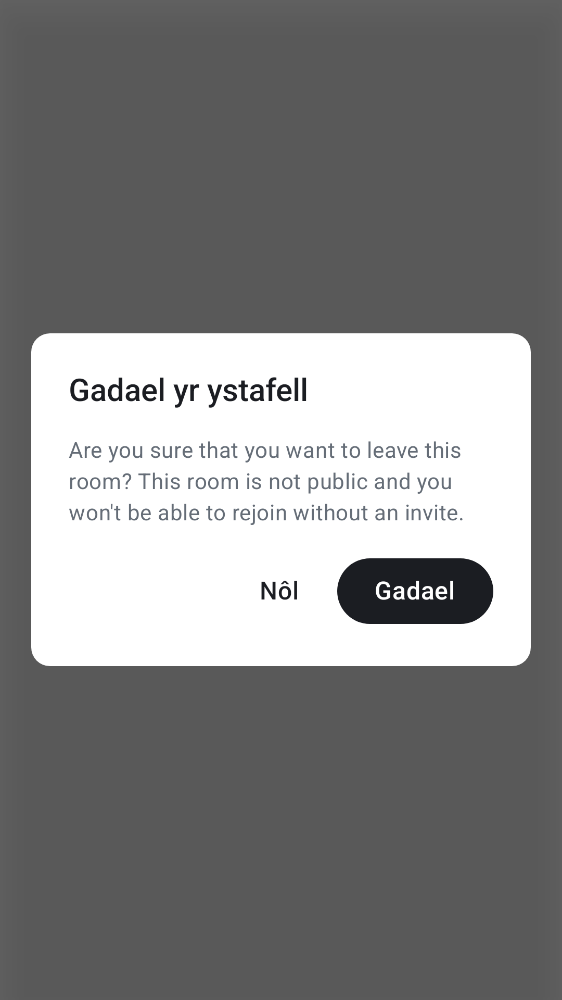 Gadael yr ystafell
Are you sure that you want to leave this
room? This room is not public and you
won't be able to rejoin without an invite.
Nôl
Gadael